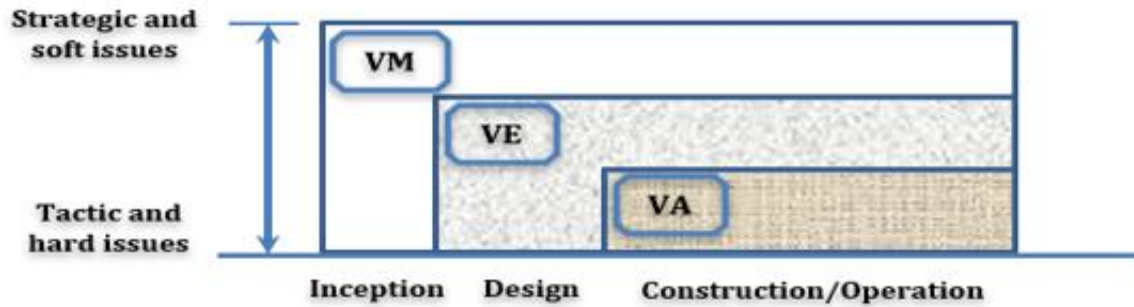 Strategic and
soft issues
VM
VE
VA
Tactic and
hard issues
Inception Design Construction/Operation